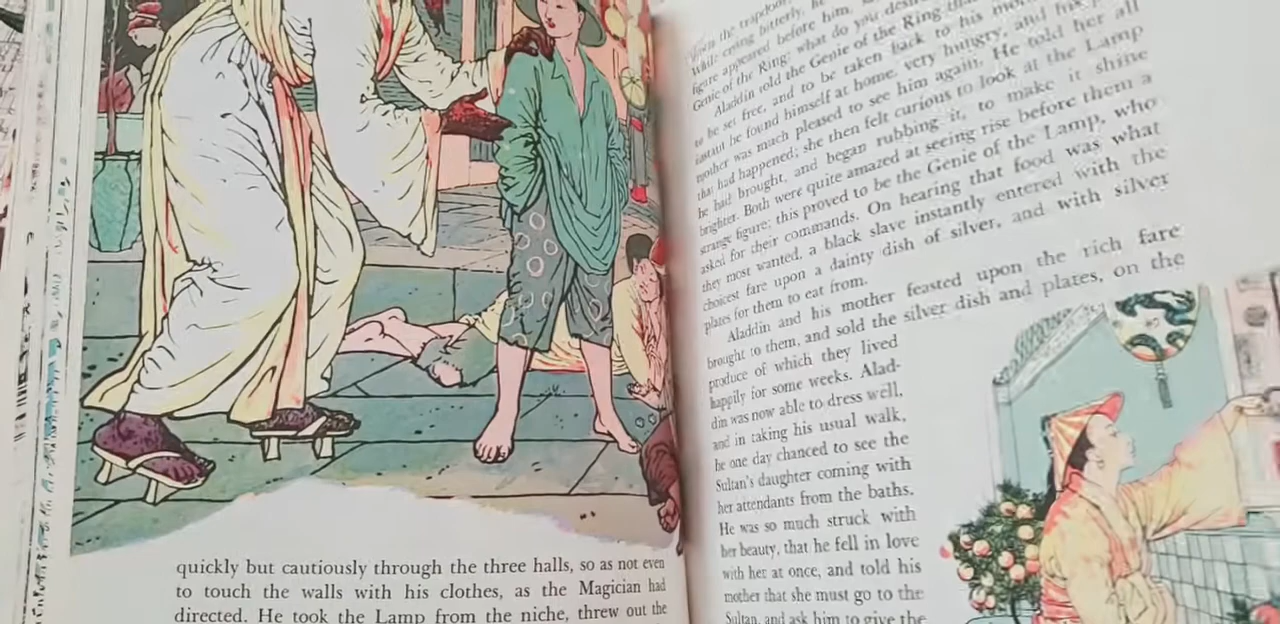 quickly but cautiously through the three halls, so as not even
to touch the walls with his clothes, as the Magician had
directed. He took the Lamp from the niche, threw out the
the trapdoor
While crying bitterly, he
figure appeared before him,
Genie of the Ring: what do you desire
Aladdin told the Genie of the Ring that
to be set free, and to be taken back to his
instant he found himself at home, very hungry, and his
mother was much pleased to see him again. He told her all
that had happened; she then felt curious to look at the Lamp
he had brought, and began rubbing it, to make it shine
brighter. Both were quite amazed at seeing rise before them a
strange figure; this proved to be the Genie of the Lamp, who
asked for their commands. On hearing that food was what
they most wanted, a black slave instantly entered with the
choicest fare upon a dainty dish of silver, and with silver
plates for them to eat from.
Aladdin and his mother feasted upon the rich fare
brought to them, and sold the silver dish and plates, on the
produce of which they lived
happily for some weeks. Alad-
din was now able to dress well,
and in taking his usual walk,
he one day chanced to see the
Sultan's daughter coming with
her attendants from the baths.
He was so much struck with
her beauty, that he fell in love
with her at once, and told his
mother that she must go to the
Sultan, and ask him to give the